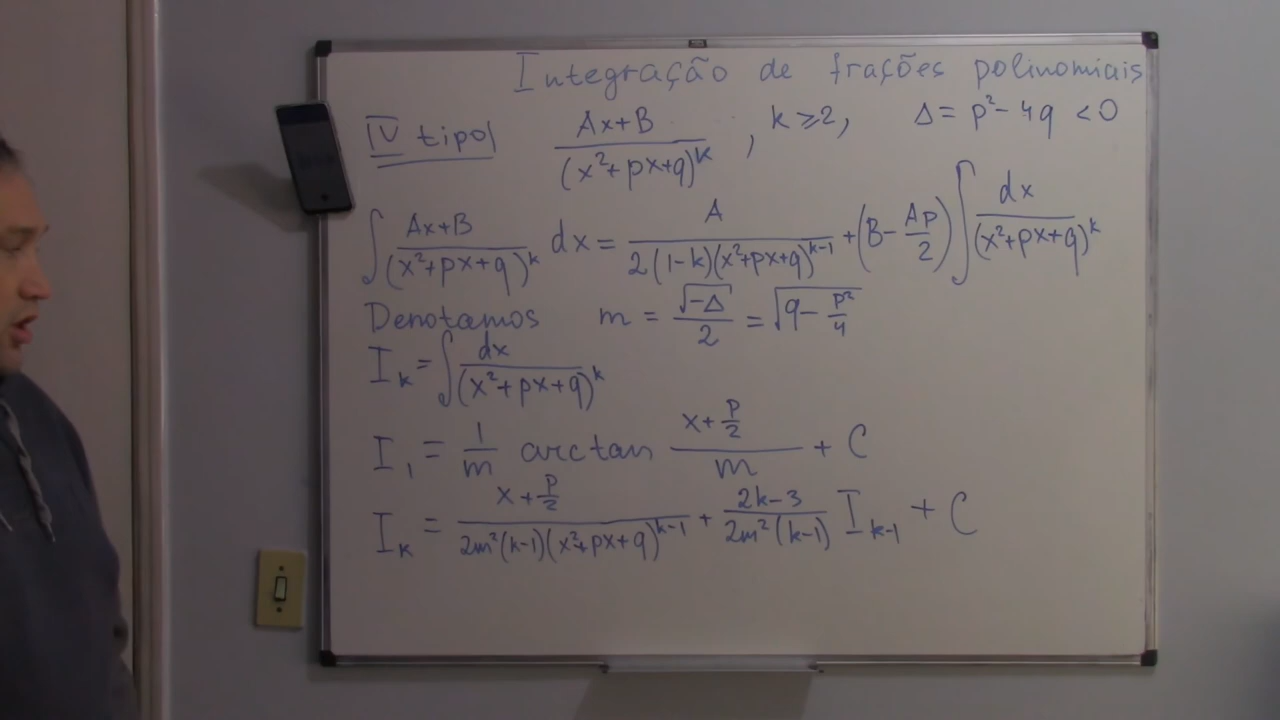 Integração de frações polinomiais
IV tipo (Ax+B)/(x²+px+q)^k , k ≥ 2, Δ = p² - 4q < 0
∫ (Ax+B)/(x²+px+q)^k dx = A/(2(1-k)(x²+px+q)^(k-1)) + (B - Ap/2) ∫ dx/(x²+px+q)^k
Denotamos m = √(-Δ)/2 = √(q - p²/4)
I_k = ∫ dx/(x²+px+q)^k
I_1 = 1/m arctan (x + p/2)/m + C
I_k = (x + p/2)/(2m²(k-1)(x²+px+q)^(k-1)) + (2k-3)/(2m²(k-1)) I_(k-1) + C